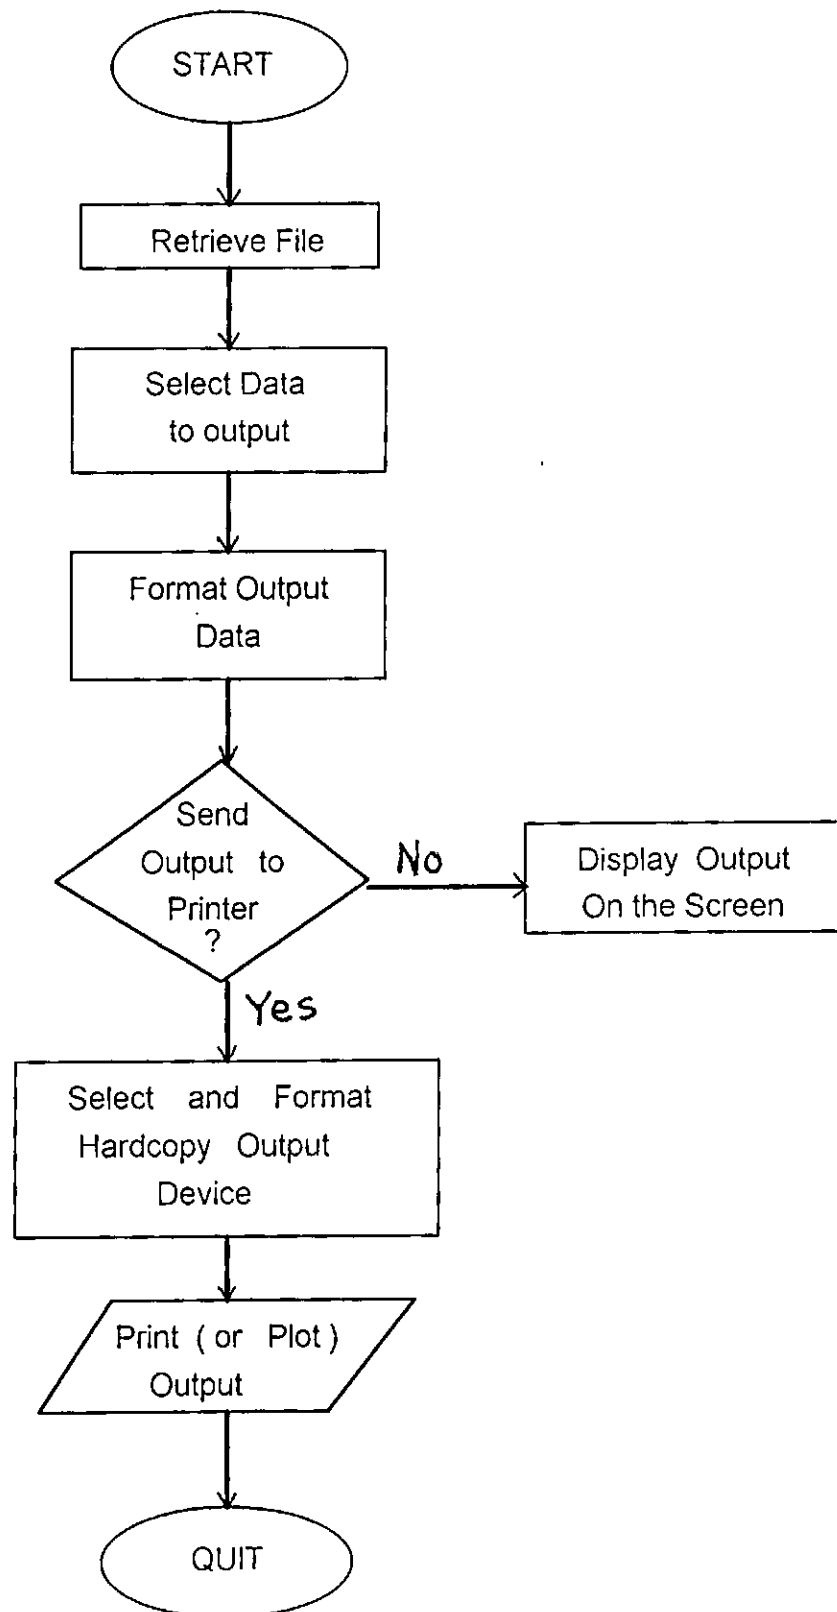 START
Retrieve File
Select Data
to output
Format Output
Data
Send
Output to
Printer
?
No
Display Output
On the Screen
Yes
Select and Format
Hardcopy Output
Device
Print ( or Plot )
Output
QUIT